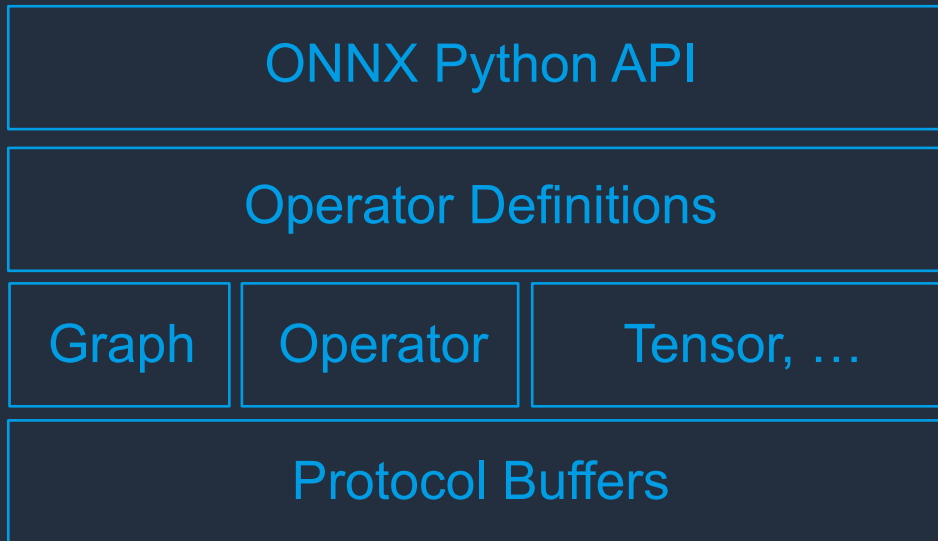 ONNX Python API
Operator Definitions
Graph
Operator
Tensor, …
Protocol Buffers